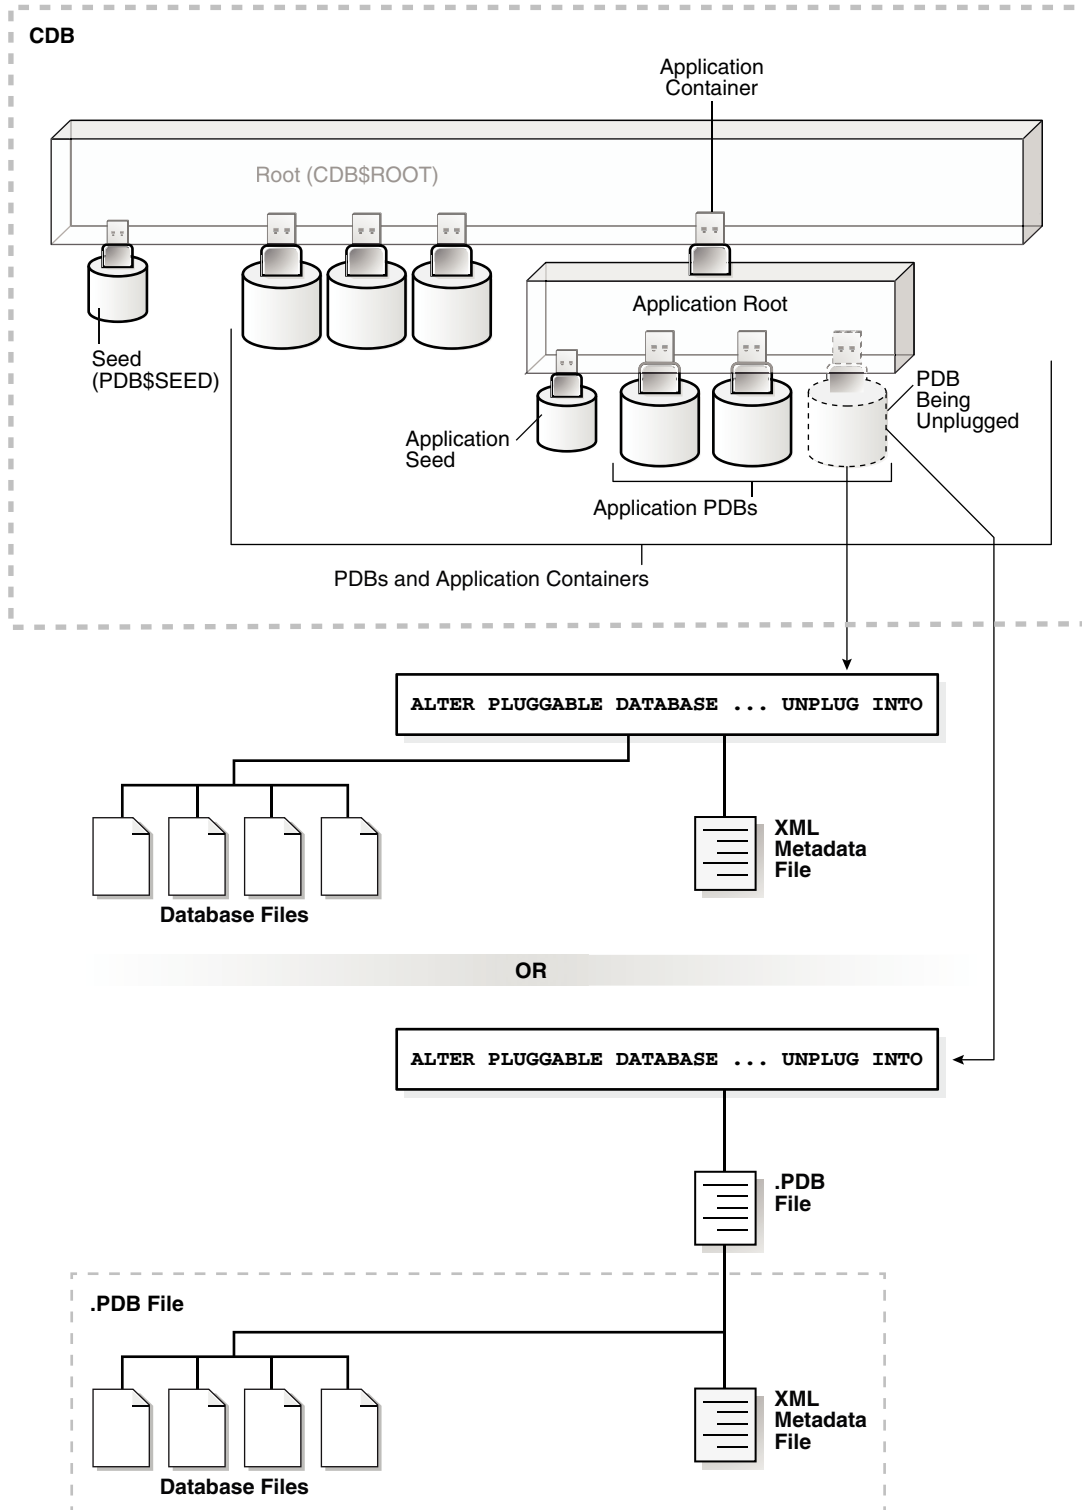 CDB
Application
Container
Root (CDB$ROOT)
Application Root
Seed
(PDB$SEED)
PDB
Being
Unplugged
Application
Seed
Application PDBs
PDBs and Application Containers
ALTER PLUGGABLE DATABASE ... UNPLUG INTO
XML
Metadata
File
Database Files
OR
ALTER PLUGGABLE DATABASE ... UNPLUG INTO
.PDB
File
.PDB File
XML
Metadata
File
Database Files